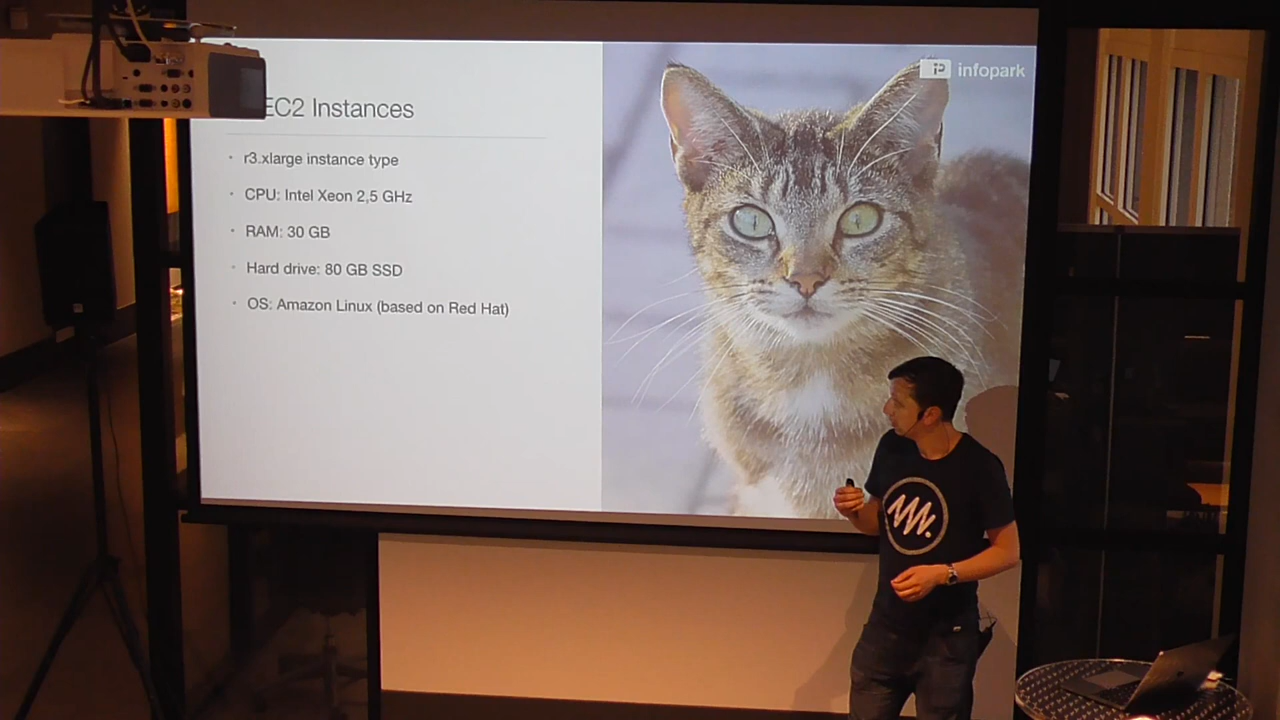 EC2 Instances
infopark
r3.xlarge instance type
CPU: Intel Xeon 2,5 GHz
RAM: 30 GB
Hard drive: 80 GB SSD
OS: Amazon Linux (based on Red Hat)